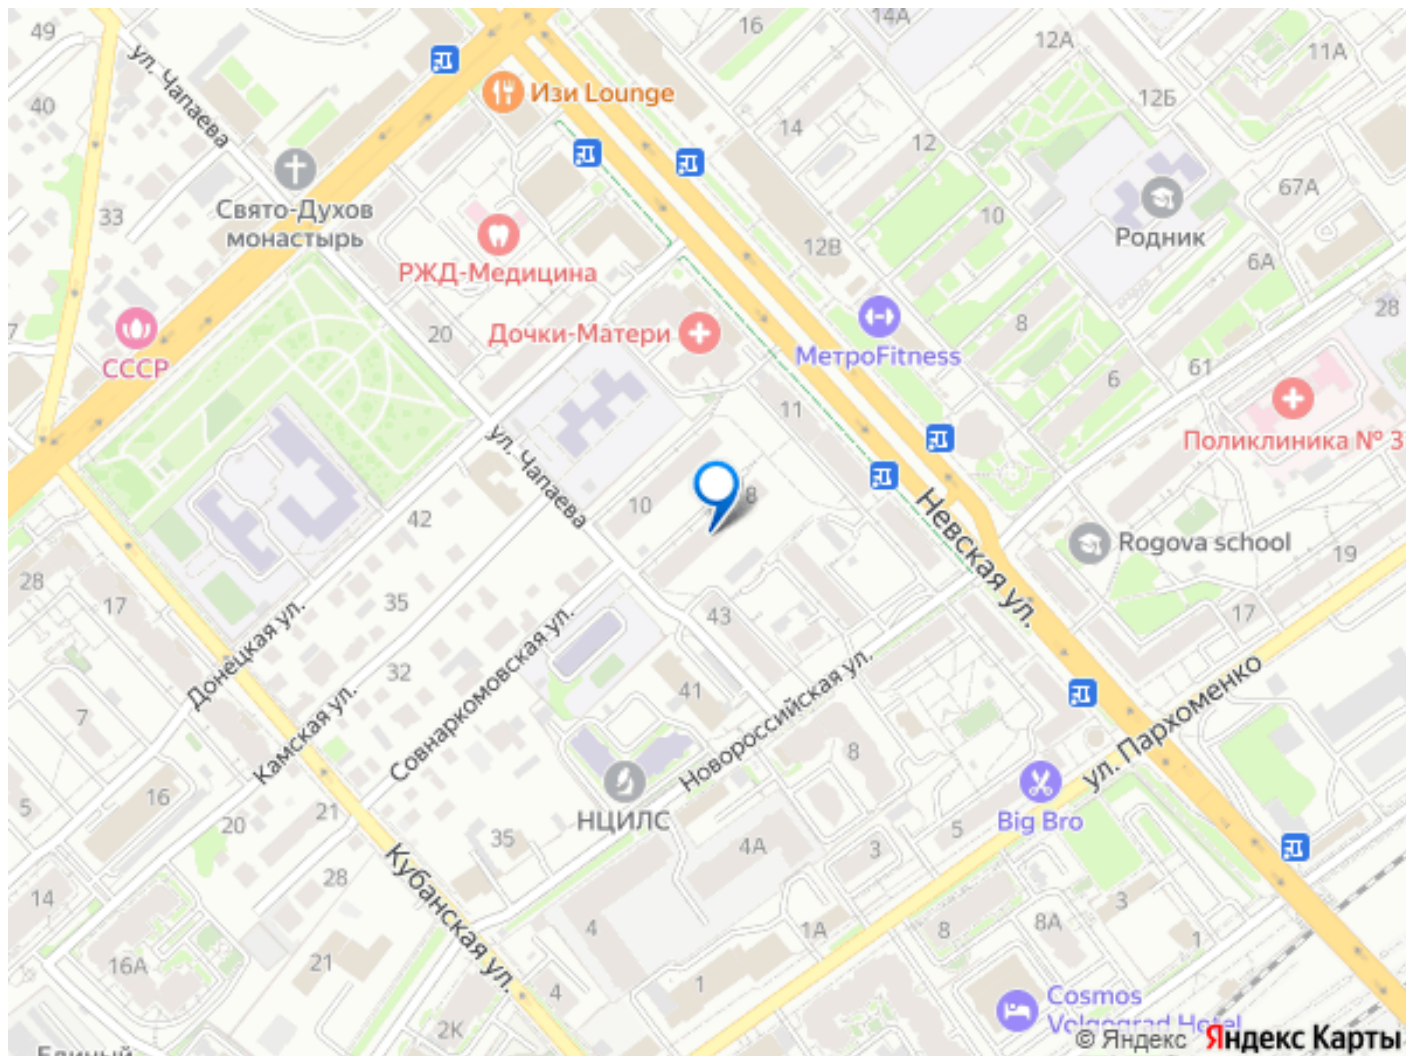 49
16
14А
12А
11А
ул. Чапаева
40
Изи Lounge
12Б
14
12
67А
Свято-Духов
монастырь
33
10
Родник
12В
6А
РЖД-Медицина
28
7
20
Дочки-Матери
8
МетроFitness
СССР
61
6
11
Поликлиника № 3
ул. Чапаева
8
10
42
Невская ул.
Rogova school
19
28
17
35
43
17
Донецкая ул.
Совнаркомовская ул.
32
Новороссийская ул.
41
ул. Пархоменко
7
Камская ул.
8
16
5
21
20
НЦИЛС
Big Bro
5
35
4А
3
Кубанская ул.
28
14
3
4
1А
8
8А
1
16А
21
1
4
2К
Cosmos
Volgograd Hotel
Единый
© Яндекс Яндекс Карты